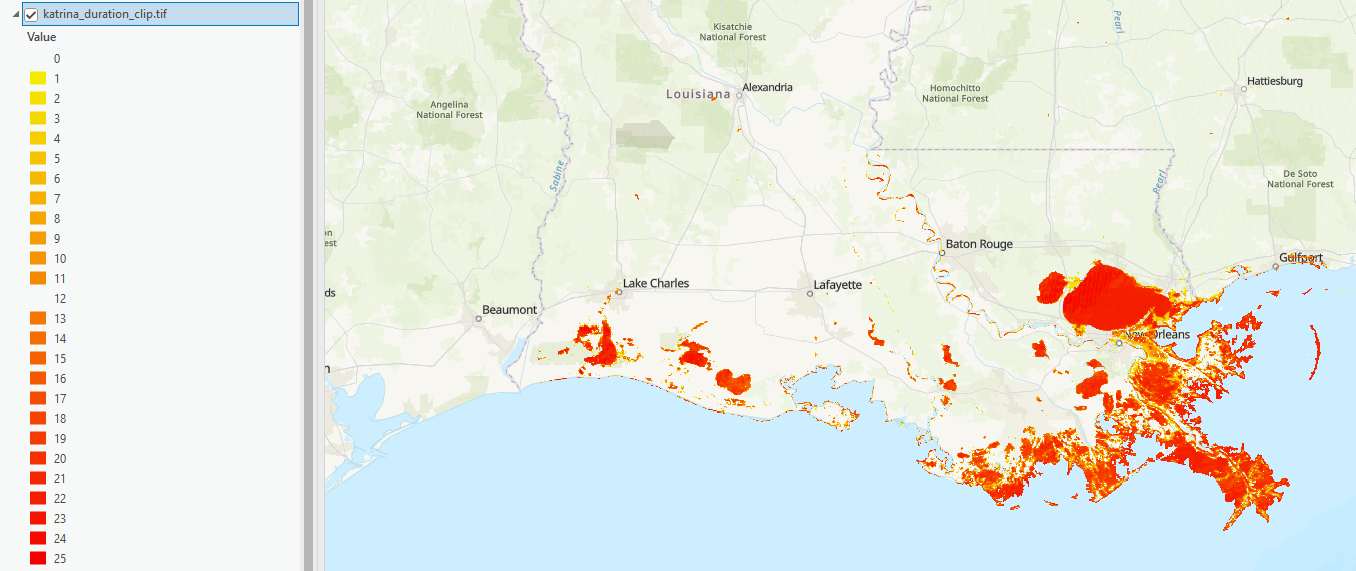 katrina_duration_clip.tif
Value
0
1
2
3
4
5
6
7
8
9
10
11
12
13
14
15
16
17
18
19
20
21
22
23
24
25
Kisatchie
National Forest
Louisiana
Alexandria
Angelina
National Forest
Homochitto
National Forest
Pearl
Hattiesburg
De Soto
National Forest
Sabine
Pearl
Baton Rouge
Gulfport
Lake Charles
Lafayette
Beaumont
New Orleans